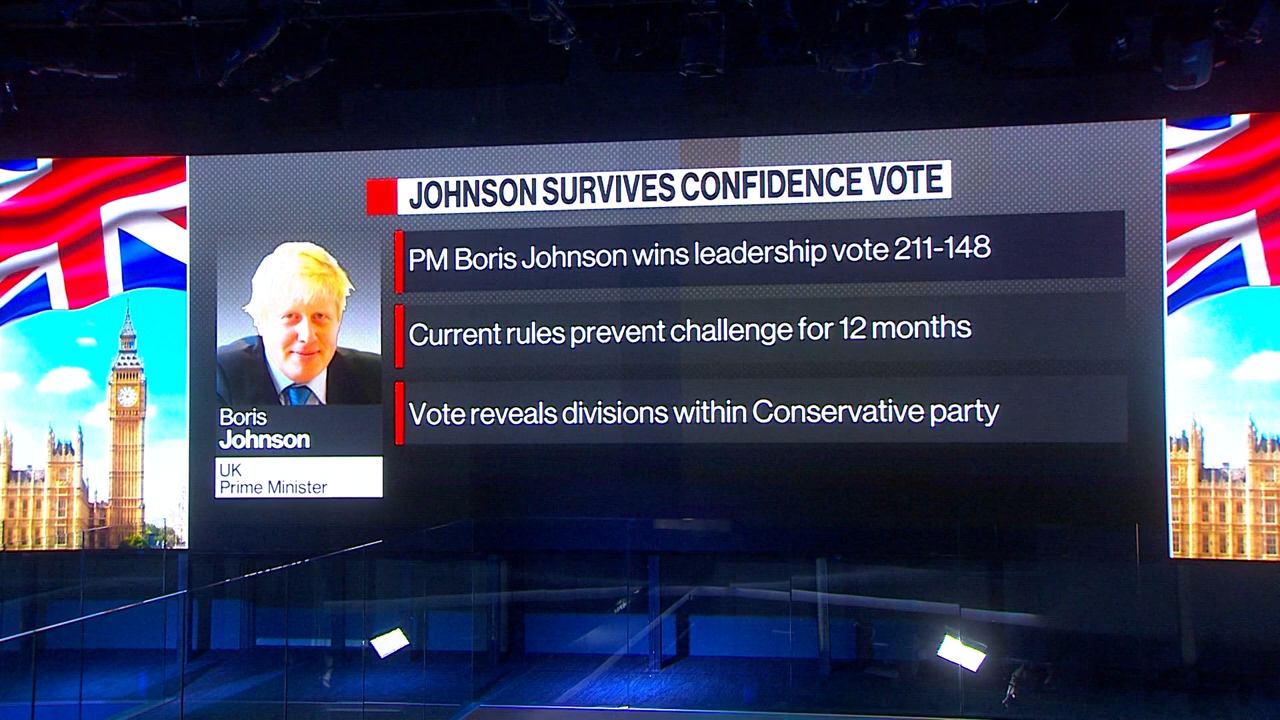 JOHNSON SURVIVES CONFIDENCE VOTE
PM Boris Johnson wins leadership vote 211-148
Current rules prevent challenge for 12 months
Vote reveals divisions within Conservative party
Boris
Johnson
UK
Prime Minister